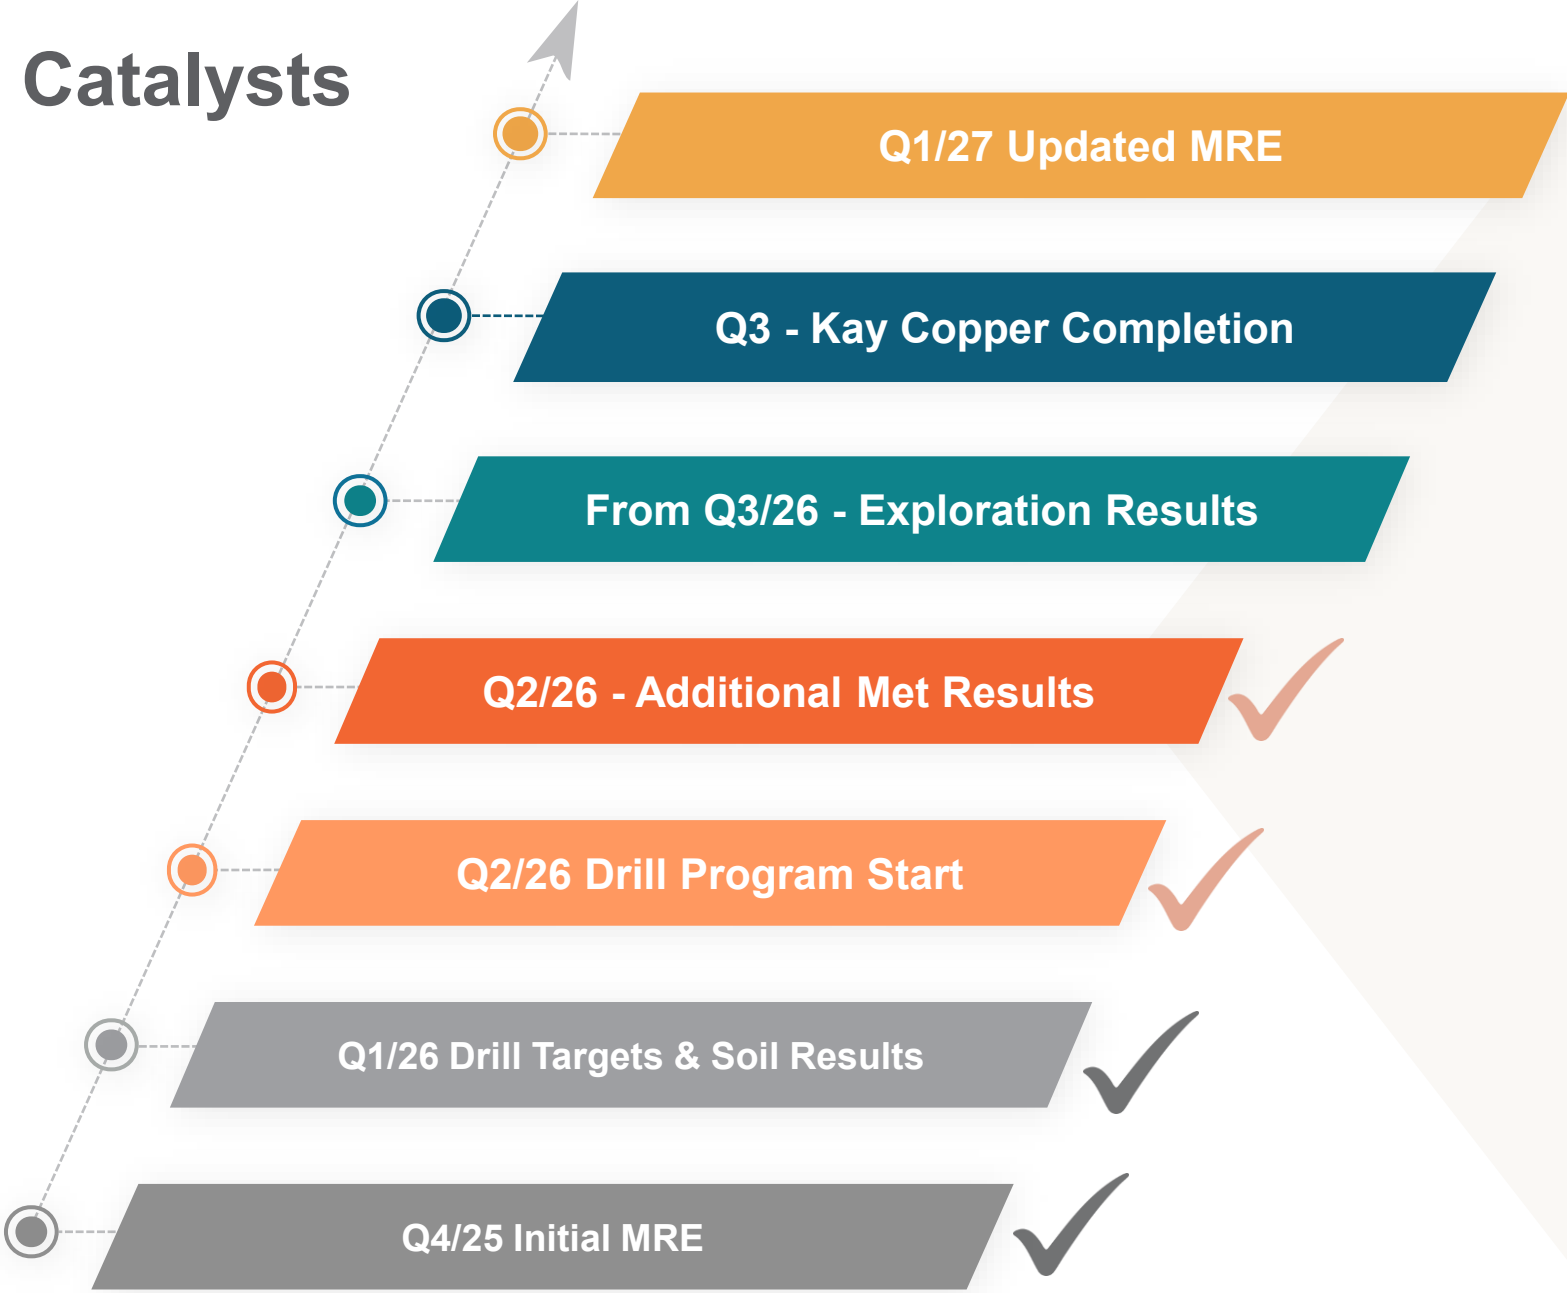 Catalysts
Q1/27 Updated MRE
Q3 - Kay Copper Completion
From Q3/26 - Exploration Results
Q2/26 - Additional Met Results
Q2/26 Drill Program Start
Q1/26 Drill Targets & Soil Results
Q4/25 Initial MRE